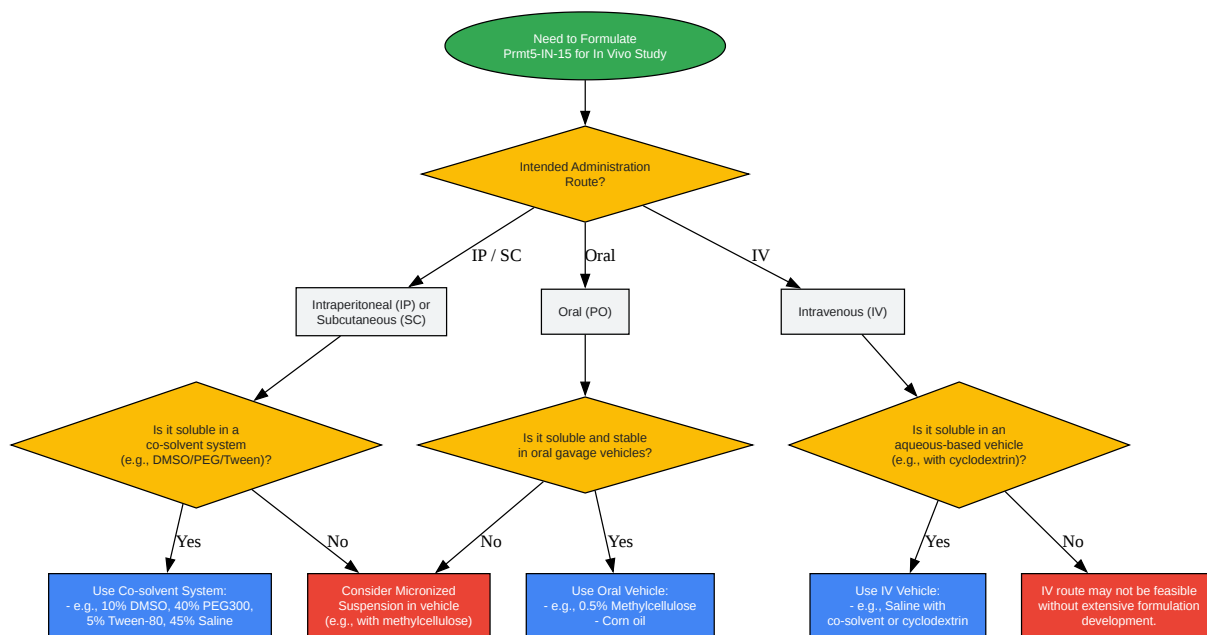 Need to Formulate
Prmt5-IN-15 for In Vivo Study
Intended Administration
Route?
IP / SC
Oral
IV
Intraperitoneal (IP) or
Subcutaneous (SC)
Oral (PO)
Intravenous (IV)
Is it soluble in a
co-solvent system
(e.g., DMSO/PEG/Tween)?
Is it soluble and stable
in oral gavage vehicles?
Is it soluble in an
aqueous-based vehicle
(e.g., with cyclodextrin)?
Yes
No
No
Yes
Yes
No
Use Co-solvent System:
- e.g., 10% DMSO, 40% PEG300,
5% Tween-80, 45% Saline
Consider Micronized
Suspension in vehicle
(e.g., with methylcellulose)
Use Oral Vehicle:
- e.g., 0.5% Methylcellulose
- Corn oil
Use IV Vehicle:
- e.g., Saline with
co-solvent or cyclodextrin
IV route may not be feasible
without extensive formulation
development.